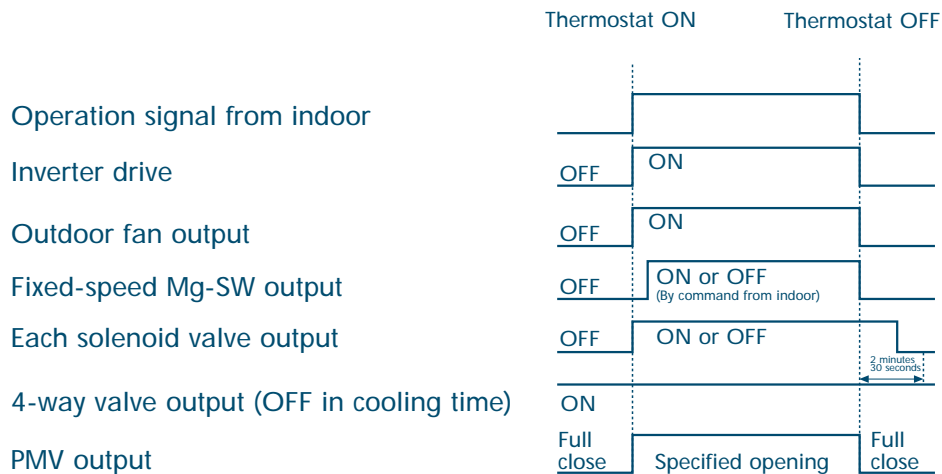 Thermostat ON Thermostat OFF
Operation signal from indoor
Inverter drive OFF ON
Outdoor fan output OFF ON
Fixed-speed Mg-SW output OFF ON or OFF
(By command from indoor)
Each solenoid valve output OFF ON or OFF
2 minutes
30 seconds
4-way valve output (OFF in cooling time) ON
PMV output Full close Specified opening Full close